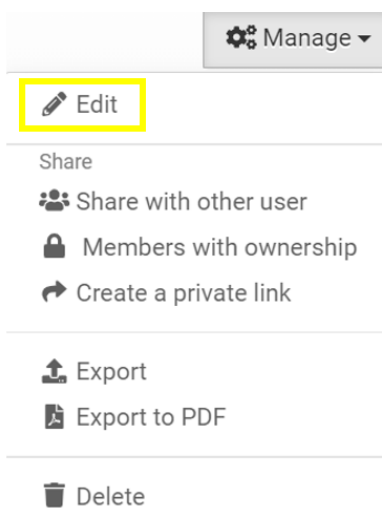 Manage
Edit
Share
Share with other user
Members with ownership
Create a private link
Export
Export to PDF
Delete